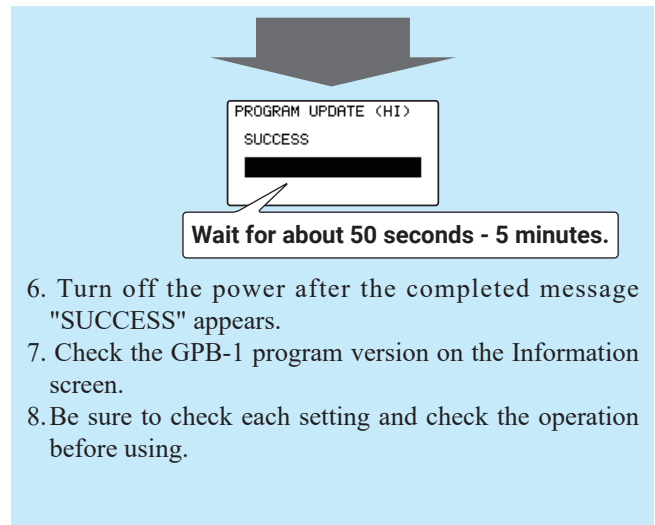 PROGRAM UPDATE (HI)
SUCCESS
Wait for about 50 seconds - 5 minutes.
6. Turn off the power after the completed message
"SUCCESS" appears.
7. Check the GPB-1 program version on the Information
screen.
8.Be sure to check each setting and check the operation
before using.